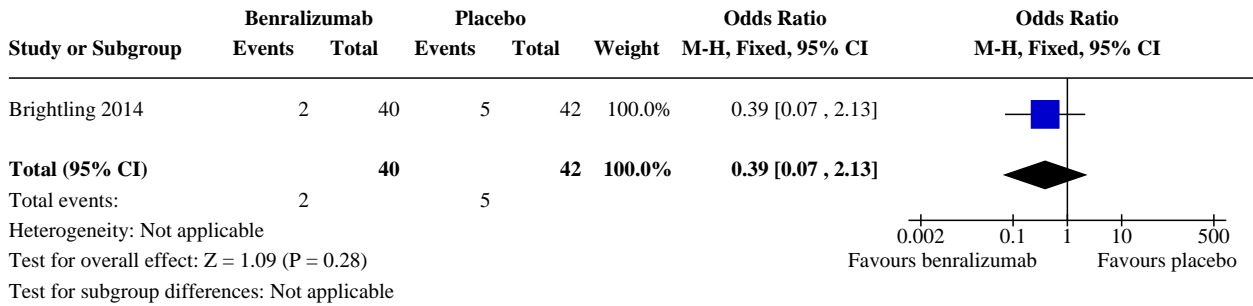 Benralizumab Placebo Odds Ratio Odds Ratio
Study or Subgroup Events Total Events Total Weight M-H, Fixed, 95% CI M-H, Fixed, 95% CI
Brightling 2014 2 40 5 42 100.0% 0.39 [0.07 , 2.13]
Total (95% CI) 40 42 100.0% 0.39 [0.07 , 2.13]
Total events: 2 5
Heterogeneity: Not applicable
0.002 0.1 1 10 500
Test for overall effect: Z = 1.09 (P = 0.28) Favours benralizumab Favours placebo
Test for subgroup differences: Not applicable